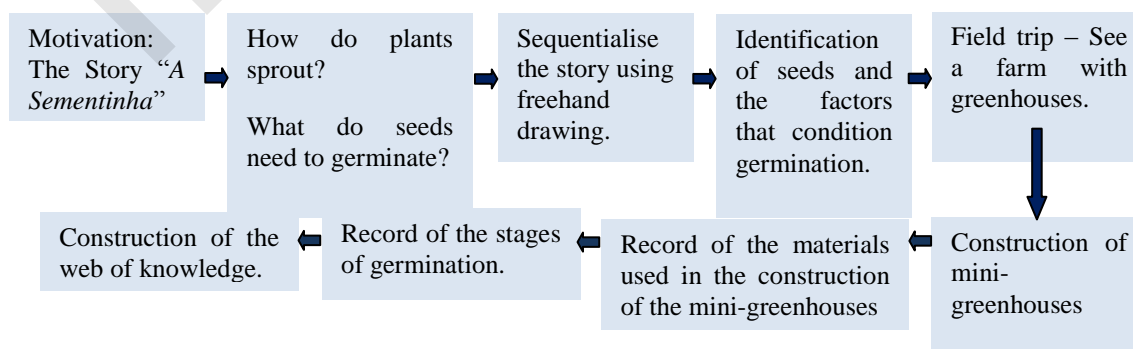 Motivation:
The Story “A
Sementinha”
How do plants
sprout?
What do seeds
need to germinate?
Sequentialise
the story using
freehand
drawing.
Identification
of seeds and
the factors
that condition
germination.
Field trip – See
a farm with
greenhouses.
Construction of
mini-
greenhouses
Record of the materials
used in the construction
of the mini-greenhouses
Record of the stages
of germination.
Construction of the
web of knowledge.